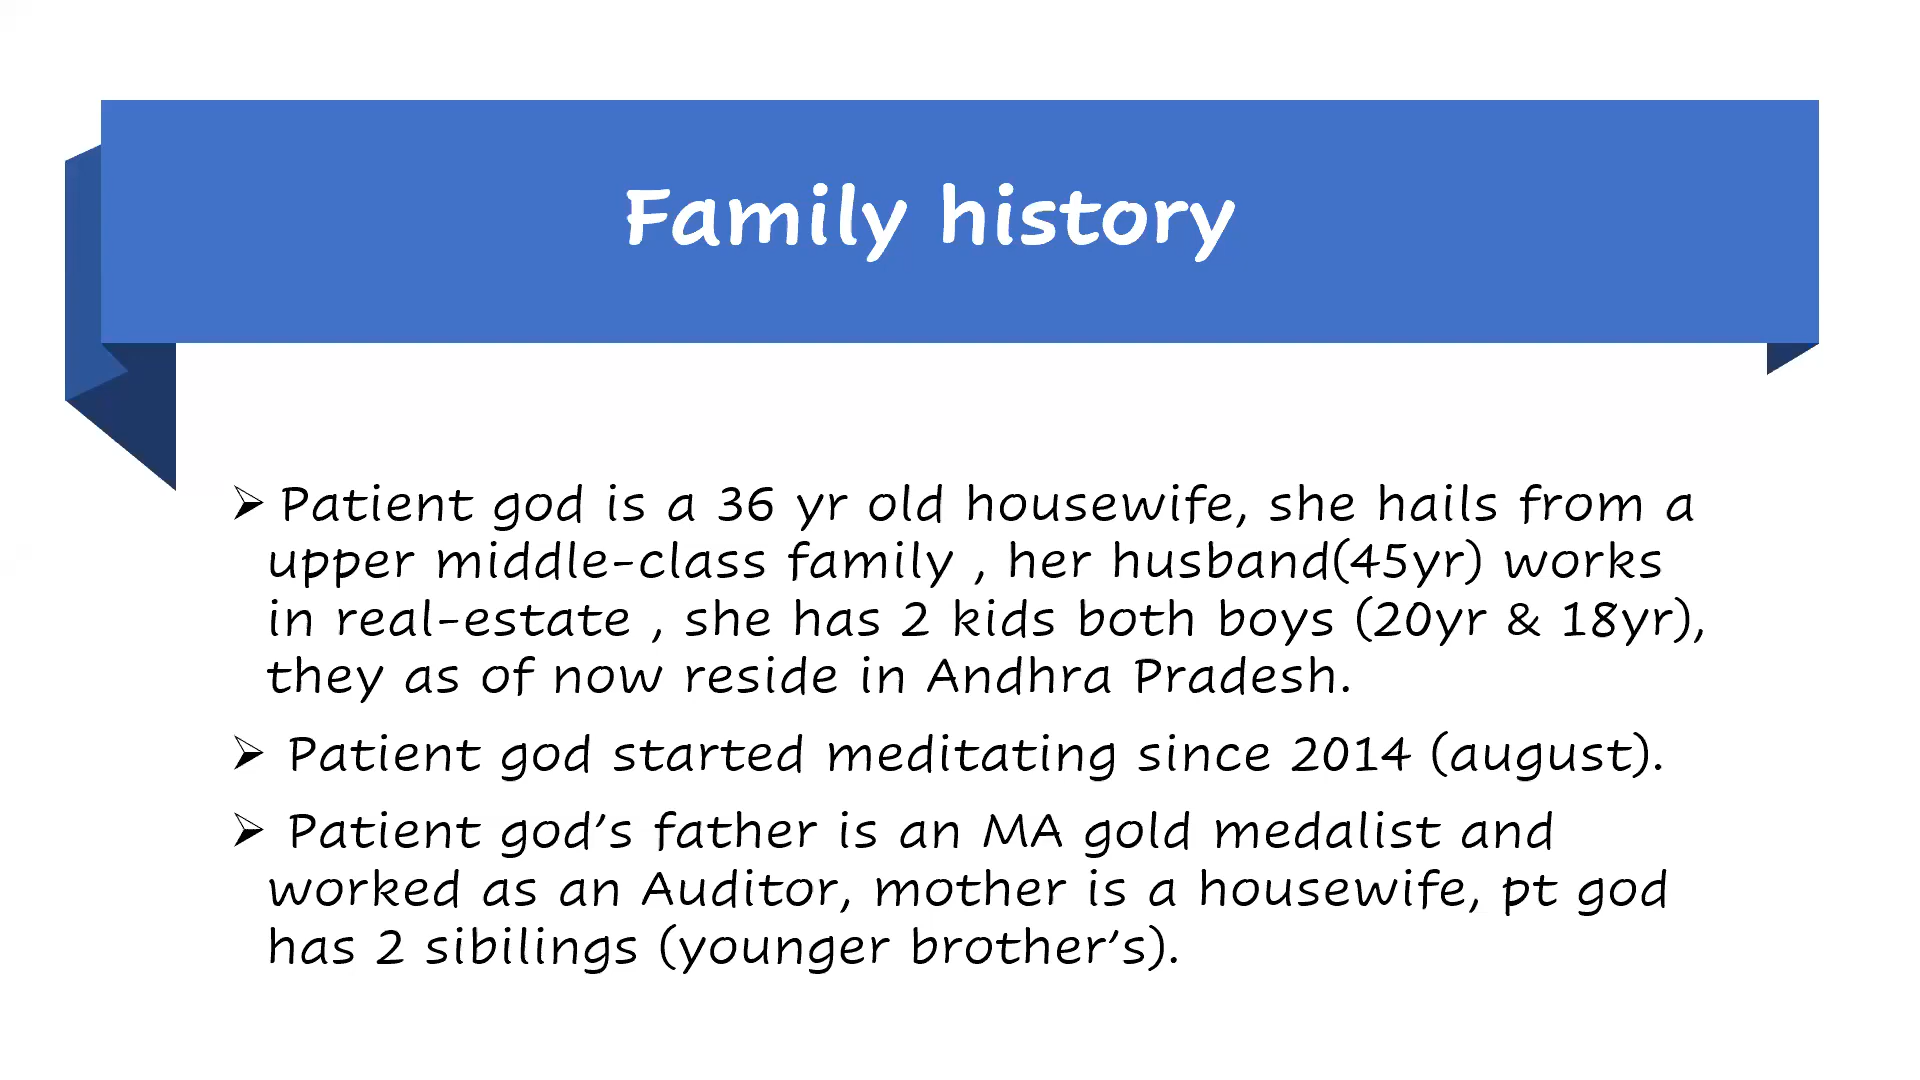 Family history
➢ Patient god is a 36 yr old housewife, she hails from a
upper middle-class family , her husband(45yr) works
in real-estate , she has 2 kids both boys (20yr & 18yr),
they as of now reside in Andhra Pradesh.
➢ Patient god started meditating since 2014 (august).
➢ Patient god’s father is an MA gold medalist and
worked as an Auditor, mother is a housewife, pt god
has 2 sibilings (younger brother’s).